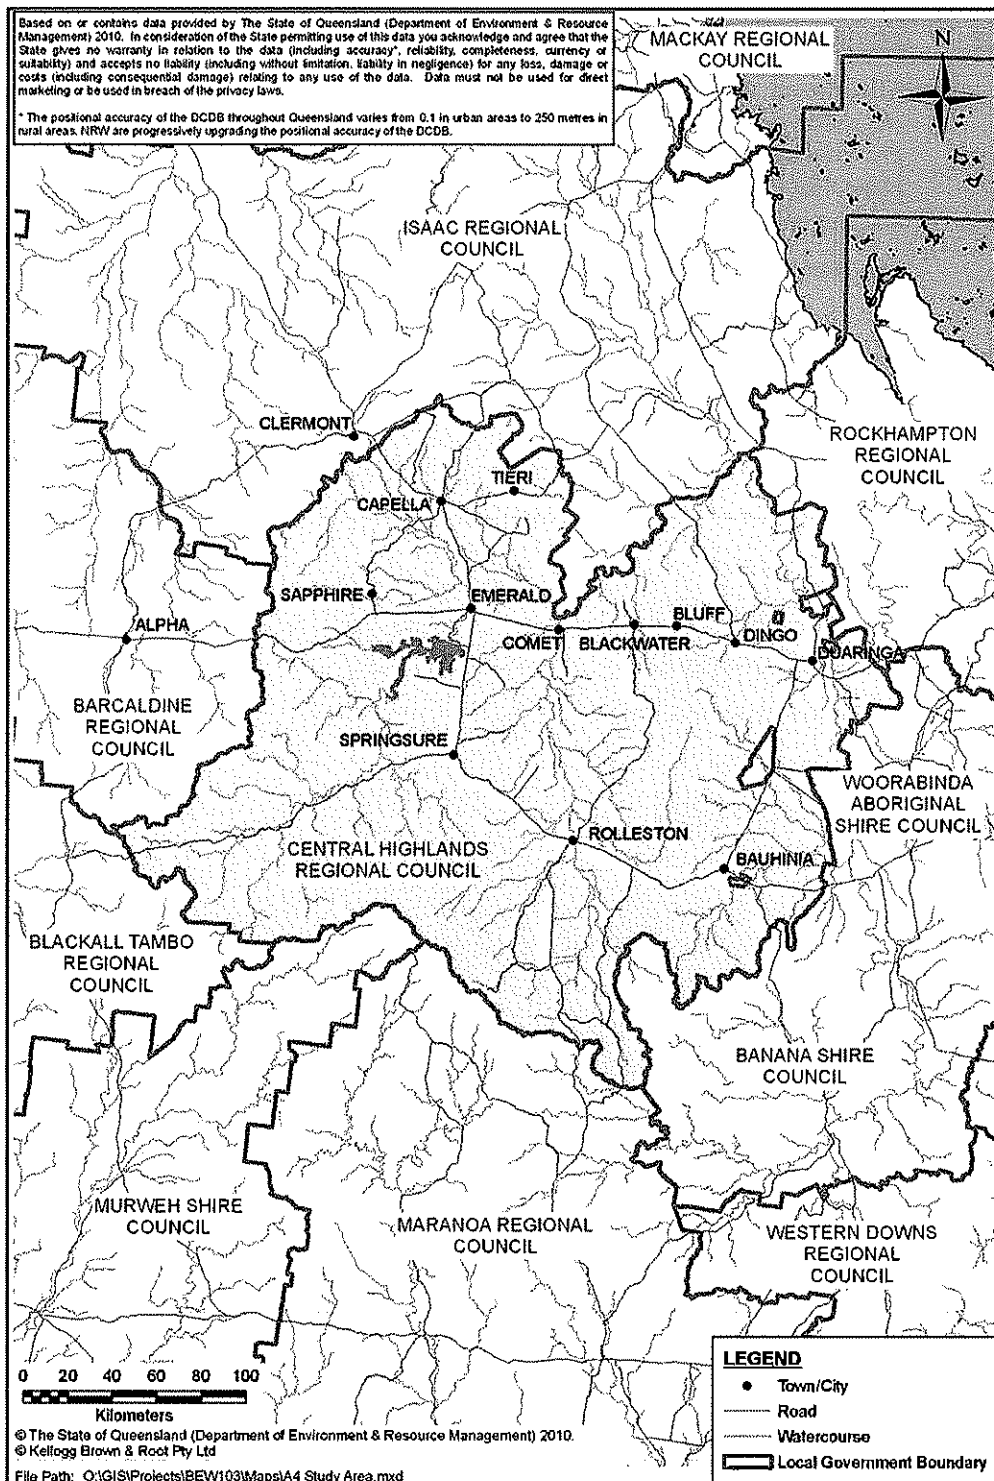 Based on or contains data provided by The State of Queensland (Department of Environment & Resource
Management) 2010. In consideration of the State permitting use of this data you acknowledge and agree that the
State gives no warranty in relation to the data (including accuracy*, reliability, completeness, currency or
suitability) and accepts no liability (including without limitation, liability in negligence) for any loss, damage or
costs (including consequential damage) relating to any use of the data. Data must not be used for direct
marketing or be used in breach of the privacy laws.
* The positional accuracy of the DCDB throughout Queensland varies from 0.1 in urban areas to 250 metres in
rural areas. NRW are progressively upgrading the positional accuracy of the DCDB.
MACKAY REGIONAL
COUNCIL
N
ISAAC REGIONAL
COUNCIL
CLERMONT
ROCKHAMPTON
REGIONAL
COUNCIL
TIERI
CAPELLA
SAPPHIRE
EMERALD
ALPHA
BLUFF
COMET
BLACKWATER
DINGO
DUARINGA
BARCALDINE
REGIONAL
COUNCIL
SPRINGSURE
WOORABINDA
ABORIGINAL
SHIRE COUNCIL
ROLLESTON
CENTRAL HIGHLANDS
REGIONAL COUNCIL
BAUHINIA
BLACKALL TAMBO
REGIONAL
COUNCIL
BANANA SHIRE
COUNCIL
MURWEH SHIRE
COUNCIL
MARANOA REGIONAL
COUNCIL
WESTERN DOWNS
REGIONAL
COUNCIL
0 20 40 60 80 100
Kilometers
LEGEND
Town/City
Road
Watercourse
Local Government Boundary
© The State of Queensland (Department of Environment & Resource Management) 2010.
© Kellogg Brown & Root Pty Ltd
File Path: O:\GIS\Projects\BEW103\Maps\A4 Study Area.mxd